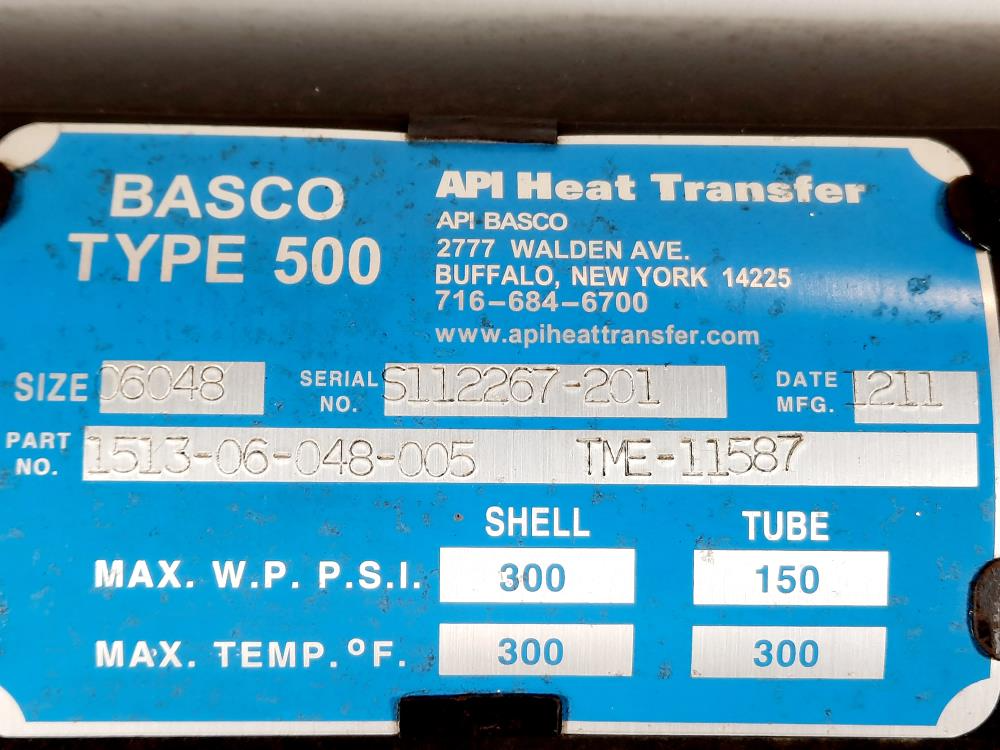 BASCO
TYPE 500
API Heat Transfer
API BASCO
2777 WALDEN AVE.
BUFFALO, NEW YORK 14225
716-684-6700
www.apiheattransfer.com
SIZE 06048
SERIAL NO. S112267-201
DATE MFG. 1211
PART NO. 1513-06-048-005 TME-11587
SHELL TUBE
MAX. W.P. P.S.I. 300 150
MAX. TEMP. °F. 300 300